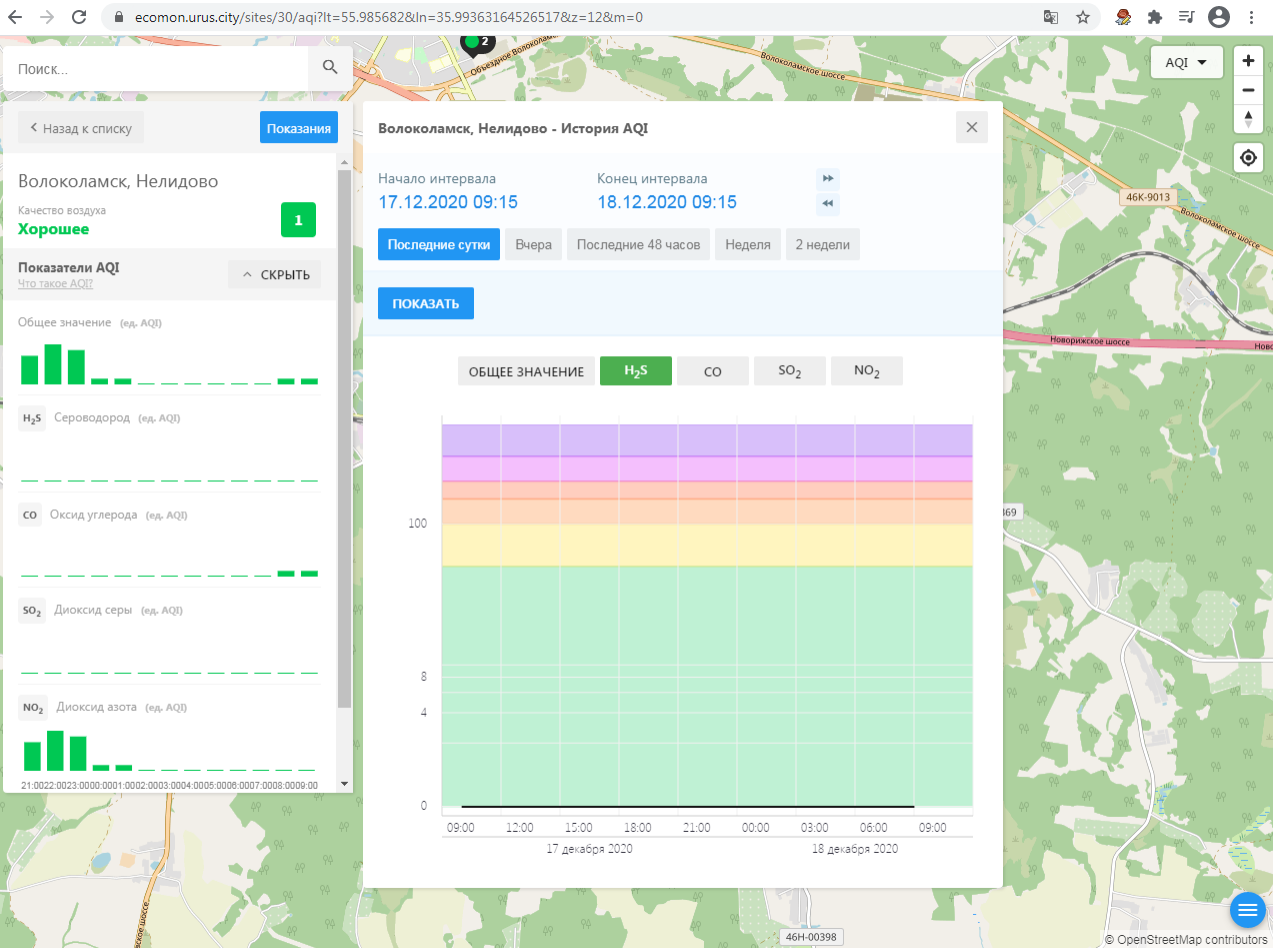 ecomon.urus.city/sites/30/aqi?lt=55.985682&ln=35.99363164526517&z=12&m=0
2
Объездное Волокола
Волоколамское шоссе
Поиск...
AQI
Назад к списку
Показания
Волоколамск, Нелидово
Качество воздуха
Хорошее
1
Показатели AQI
Что такое AQI?
СКРЫТЬ
Общее значение (ед. AQI)
H2S Сероводород (ед. AQI)
CO Оксид углерода (ед. AQI)
SO2 Диоксид серы (ед. AQI)
NO2 Диоксид азота (ед. AQI)
21:00 22:00 23:00 00:00 01:00 02:00 03:00 04:00 05:00 06:00 07:00 08:00 09:00
Волоколамск, Нелидово - История AQI
Начало интервала
17.12.2020 09:15
Конец интервала
18.12.2020 09:15
Последние сутки
Вчера
Последние 48 часов
Неделя
2 недели
ПОКАЗАТЬ
ОБЩЕЕ ЗНАЧЕНИЕ
H2S
CO
SO2
NO2
100
8
4
0
09:00 12:00 15:00 18:00 21:00 00:00 03:00 06:00 09:00
17 декабря 2020 18 декабря 2020
46К-9013
Волоколамское шоссе
Новорижское шоссе
Ново
369
Волоколамское шоссе
46Н-00398
© OpenStreetMap contributors